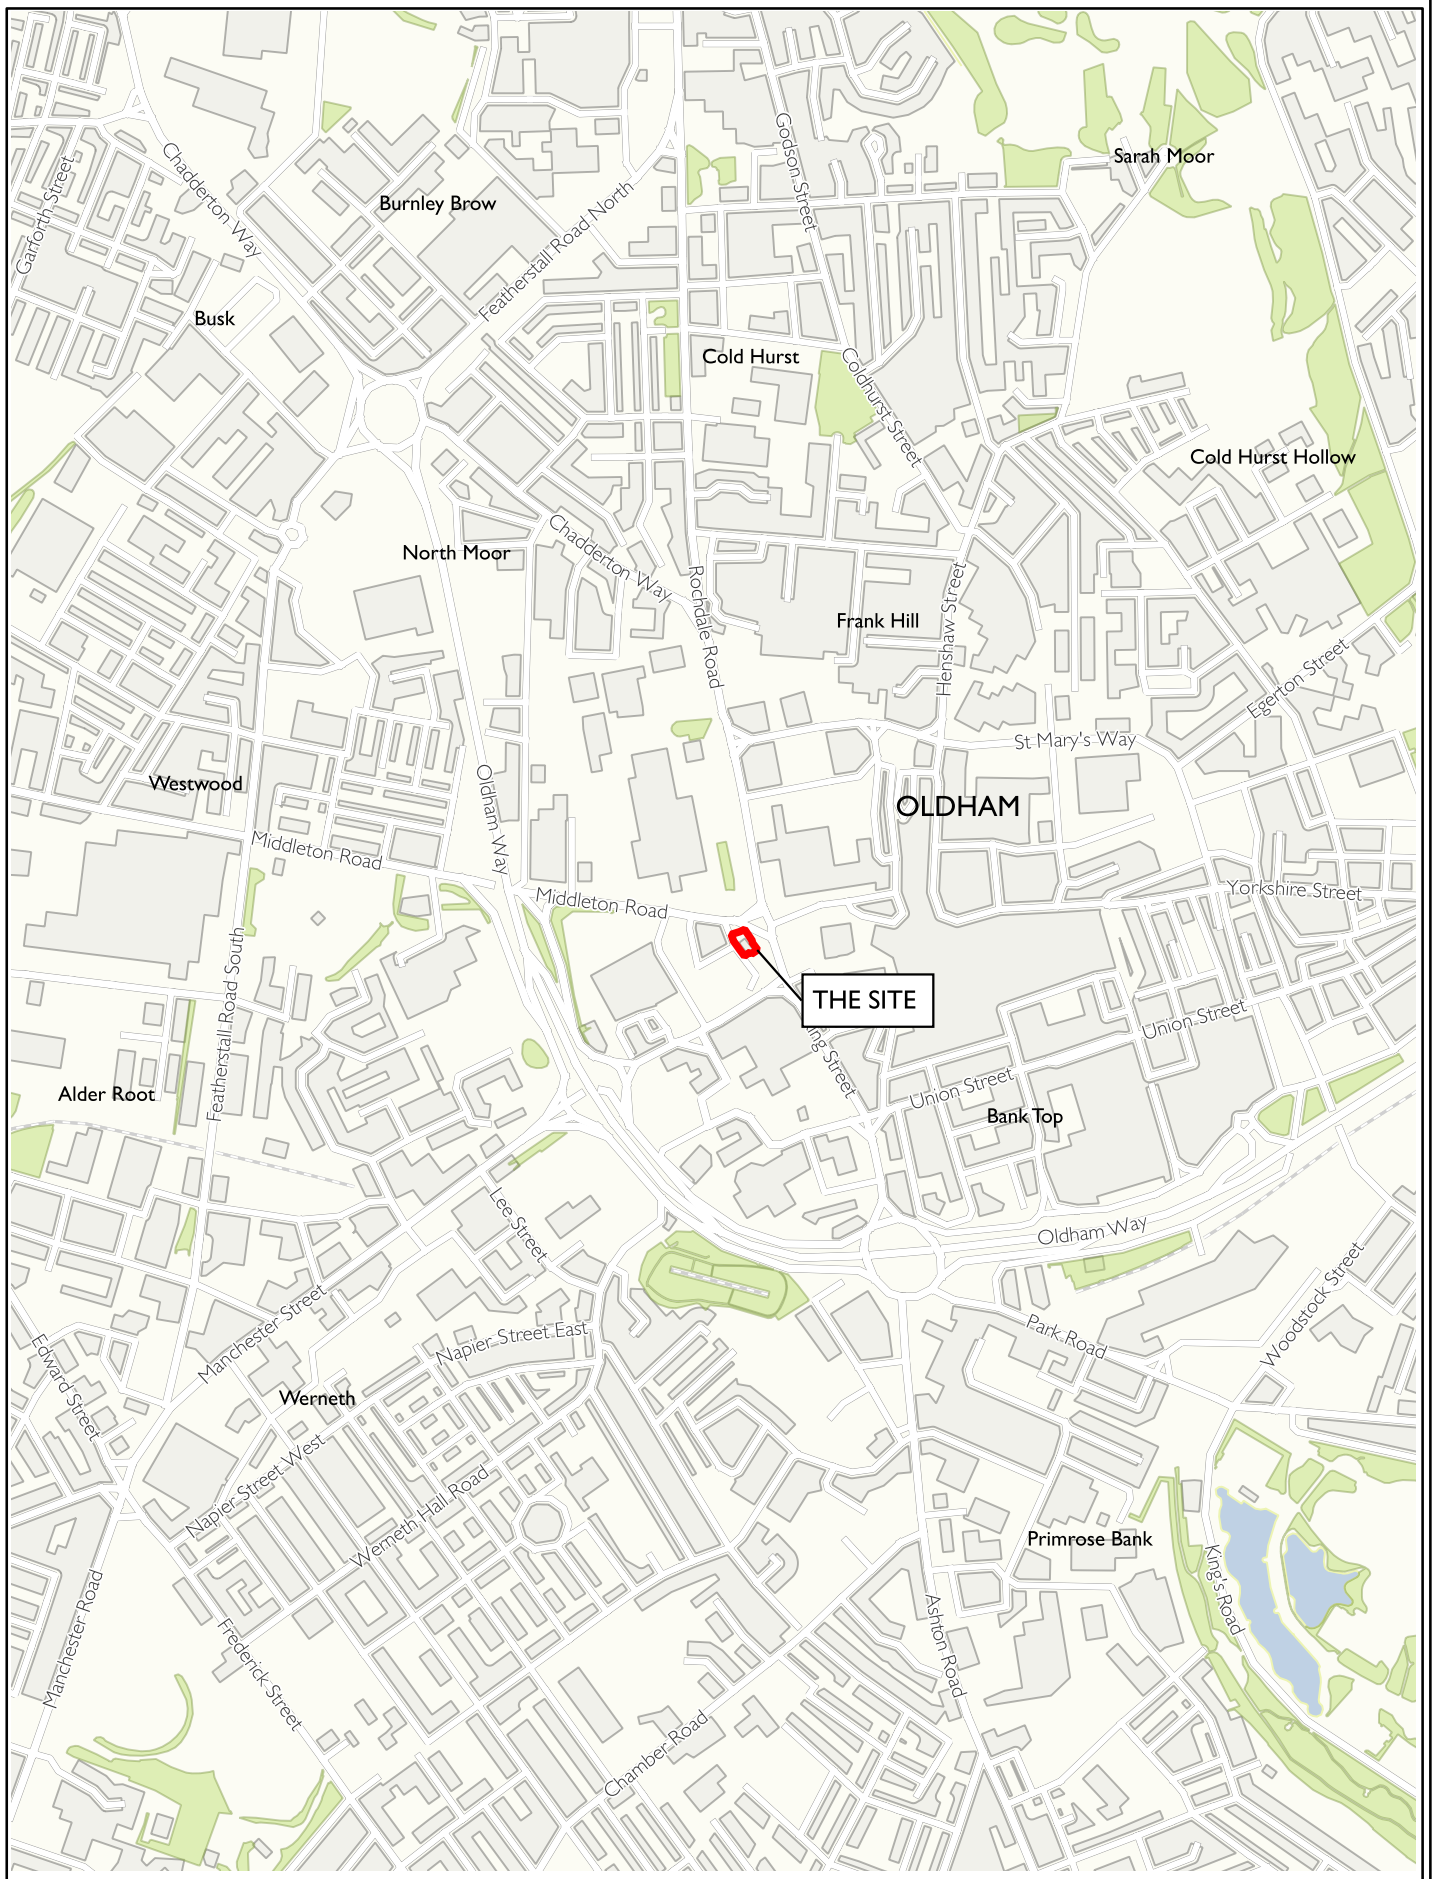 Sarah Moor
Godson Street
Chadderton Way
Garforth Street
Burnley Brow
Featherstall Road North
Busk
Cold Hurst
Coldhurst Street
Cold Hurst Hollow
North Moor
Chadderton Way
Rochdale Road
Frank Hill
Henshaw Street
Egerton Street
St Mary's Way
Westwood
Oldham Way
OLDHAM
Middleton Road
Middleton Road
Yorkshire Street
Featherstall Road South
THE SITE
Union Street
Alder Root
Union Street
Bank Top
Lee Street
Oldham Way
Woodstock Street
Manchester Street
Napier Street East
Park Road
Edward Street
Werneth
Napier Street West
Werneth Hall Road
Primrose Bank
King's Road
Manchester Road
Frederick Street
Ashton Road
Chamber Road